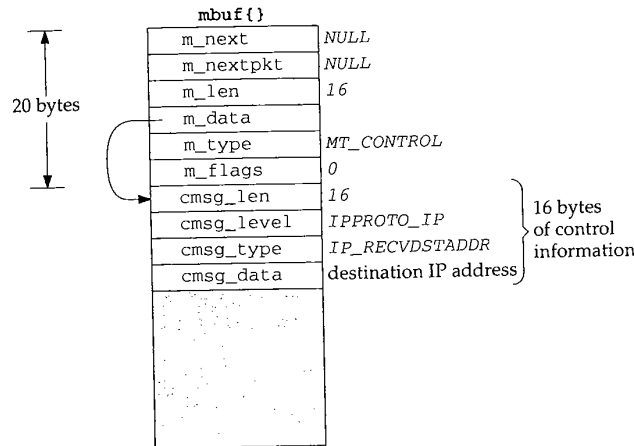 mbuf{}
m_next NULL
m_nextpkt NULL
m_len 16
20 bytes
m_data
m_type MT_CONTROL
m_flags 0
cmsg_len 16
cmsg_level IPPROTO_IP
cmsg_type IP_RECVDSTADDR
cmsg_data destination IP address
16 bytes
of control
information